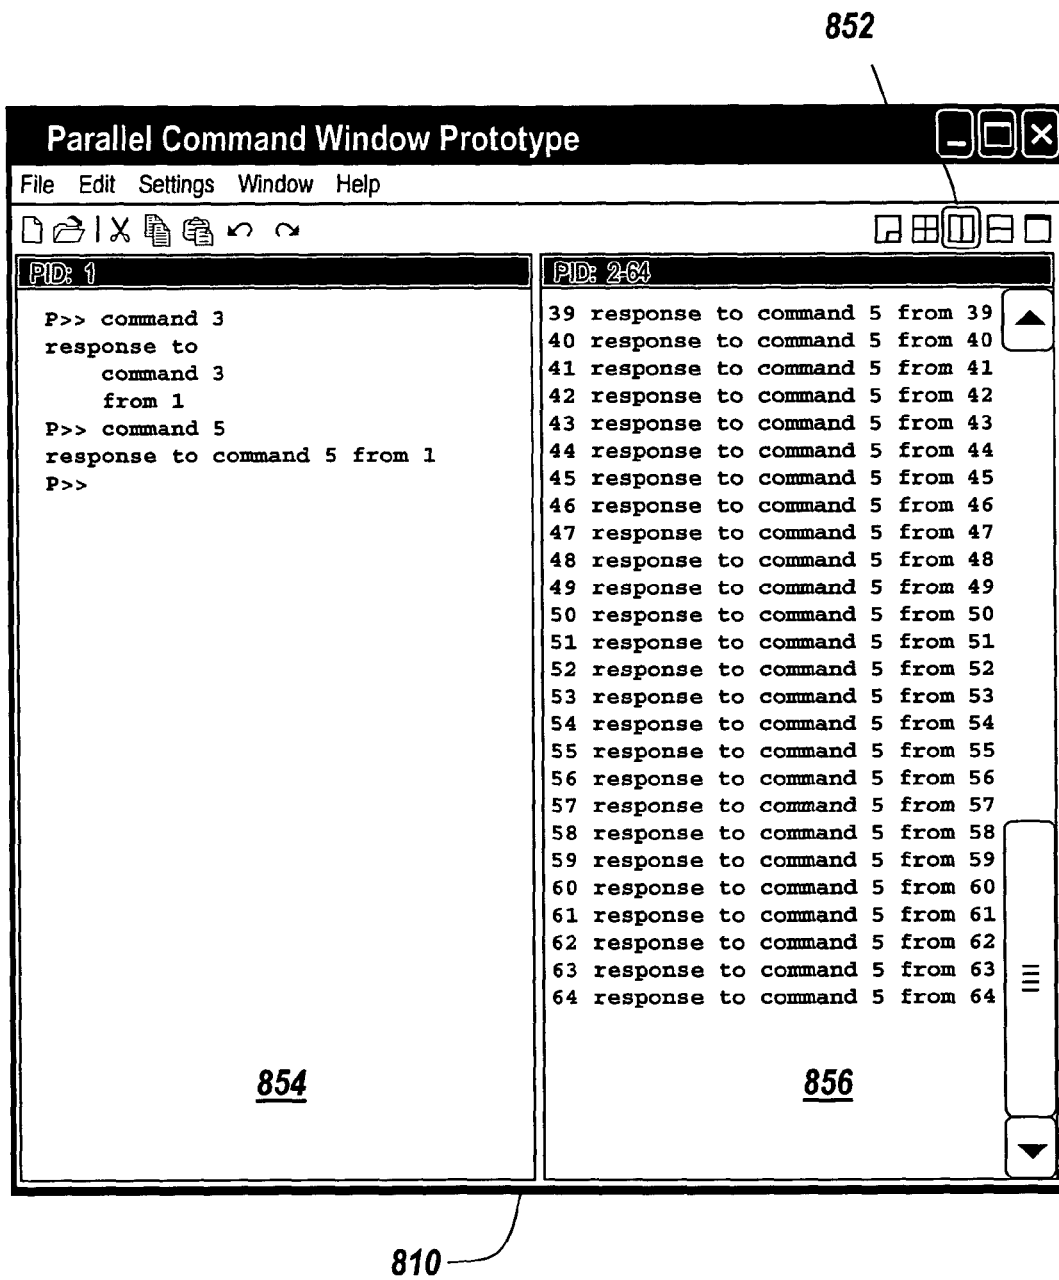 852
Parallel Command Window Prototype
File Edit Settings Window Help
PID: 1
P>> command 3
response to
command 3
from 1
P>> command 5
response to command 5 from 1
P>>
854
PID: 2-64
39 response to command 5 from 39
40 response to command 5 from 40
41 response to command 5 from 41
42 response to command 5 from 42
43 response to command 5 from 43
44 response to command 5 from 44
45 response to command 5 from 45
46 response to command 5 from 46
47 response to command 5 from 47
48 response to command 5 from 48
49 response to command 5 from 49
50 response to command 5 from 50
51 response to command 5 from 51
52 response to command 5 from 52
53 response to command 5 from 53
54 response to command 5 from 54
55 response to command 5 from 55
56 response to command 5 from 56
57 response to command 5 from 57
58 response to command 5 from 58
59 response to command 5 from 59
60 response to command 5 from 60
61 response to command 5 from 61
62 response to command 5 from 62
63 response to command 5 from 63
64 response to command 5 from 64
856
810